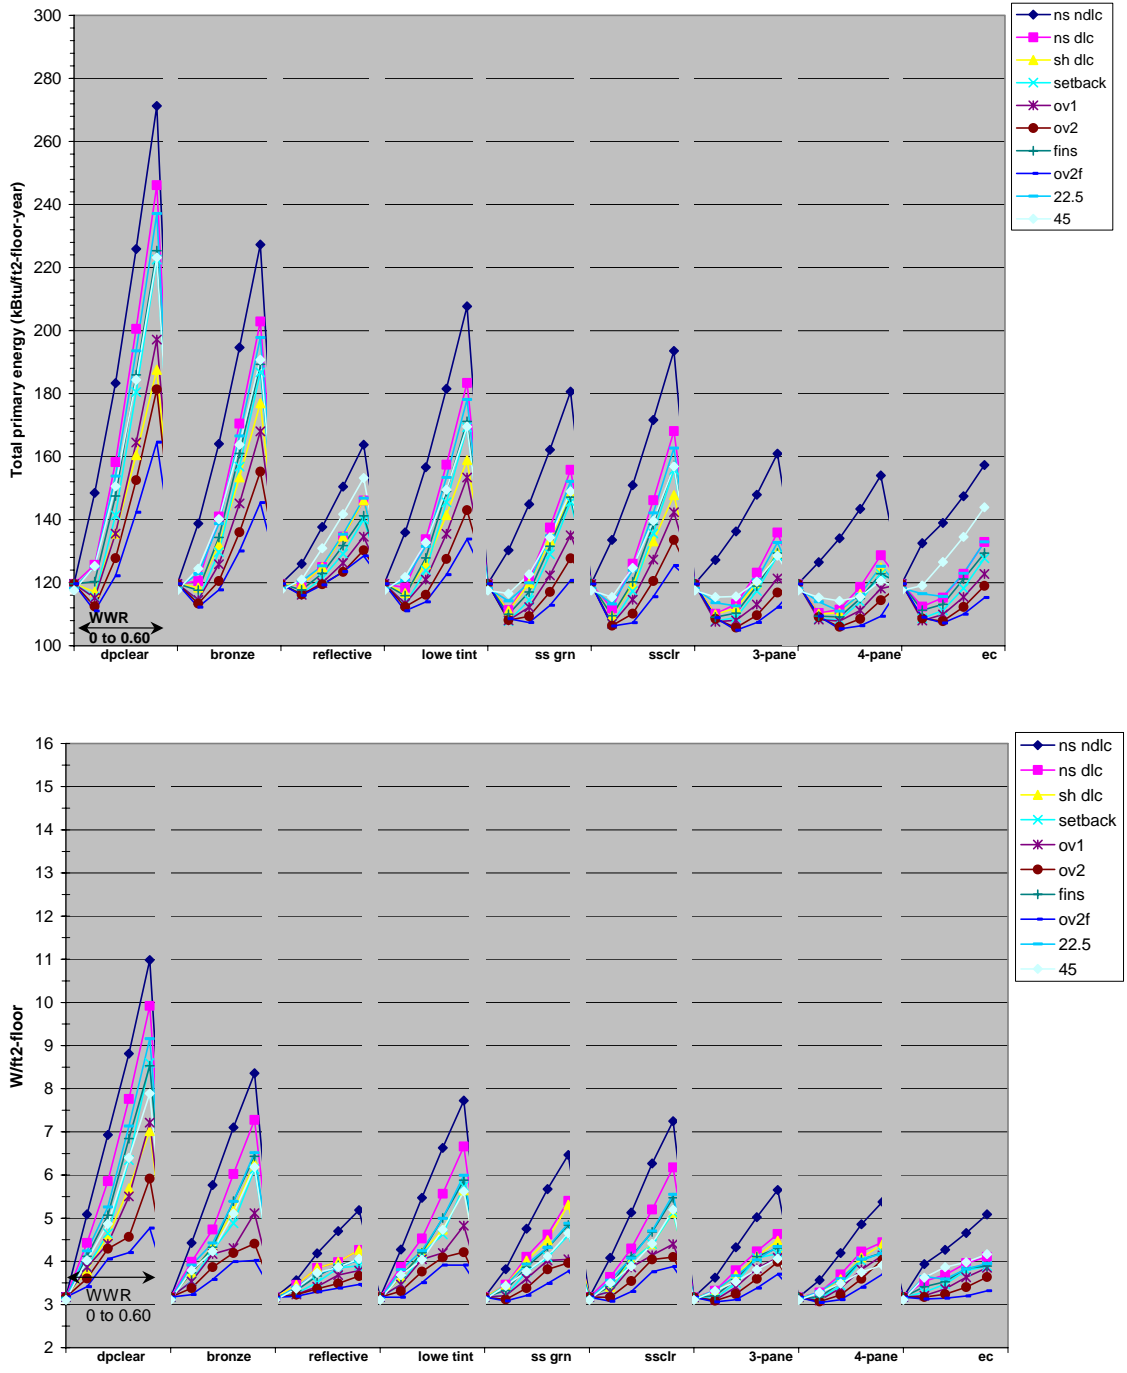 300
280
260
240
220
200
180
160
140
120
100
Total primary energy (kBtu/ft2-floor-year)
WWR
0 to 0.60
dpclear bronze reflective lowe tint ss grn ssclr 3-pane 4-pane ec
ns ndlc
ns dlc
sh dlc
setback
ov1
ov2
fins
ov2f
22.5
45
16
15
14
13
12
11
10
9
8
7
6
5
4
3
2
W/ft2-floor
WWR
0 to 0.60
dpclear bronze reflective lowe tint ss grn ssclr 3-pane 4-pane ec
ns ndlc
ns dlc
sh dlc
setback
ov1
ov2
fins
ov2f
22.5
45